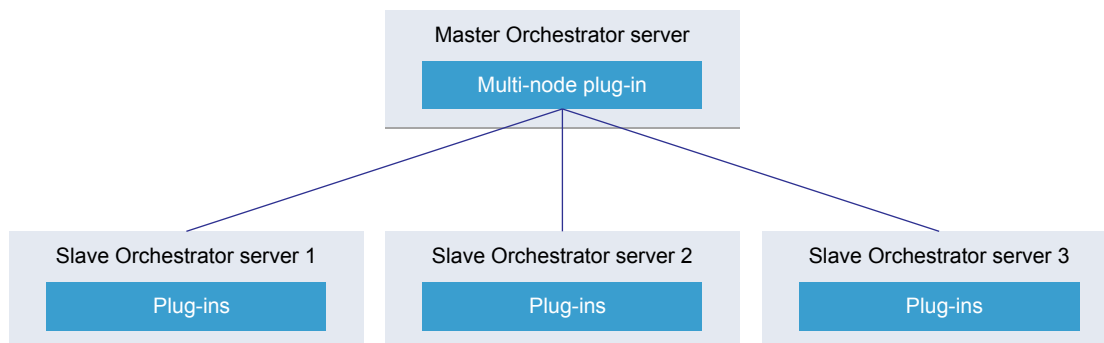 Master Orchestrator server
Multi-node plug-in
Slave Orchestrator server 1
Plug-ins
Slave Orchestrator server 2
Plug-ins
Slave Orchestrator server 3
Plug-ins